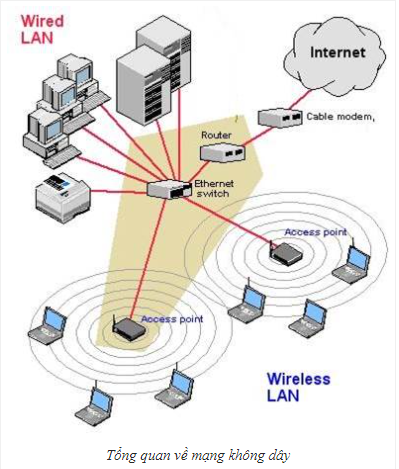 Wired
LAN
Internet
Cable modem,
Router
Ethernet
switch
Access point
Access point
Wireless
LAN
Tổng quan về mạng không dây